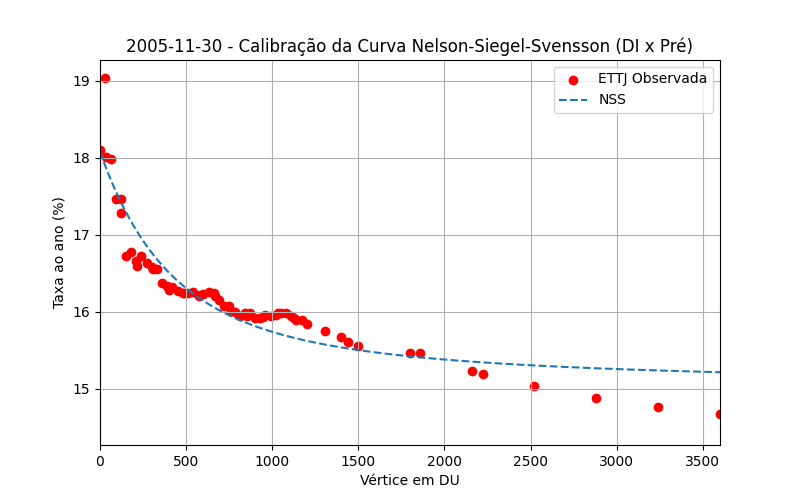 2005-11-30 - Calibração da Curva Nelson-Siegel-Svensson (DI x Pré)
ETTJ Observada
NSS
Taxa ao ano (%)
19
18
17
16
15
0 500 1000 1500 2000 2500 3000 3500
Vértice em DU